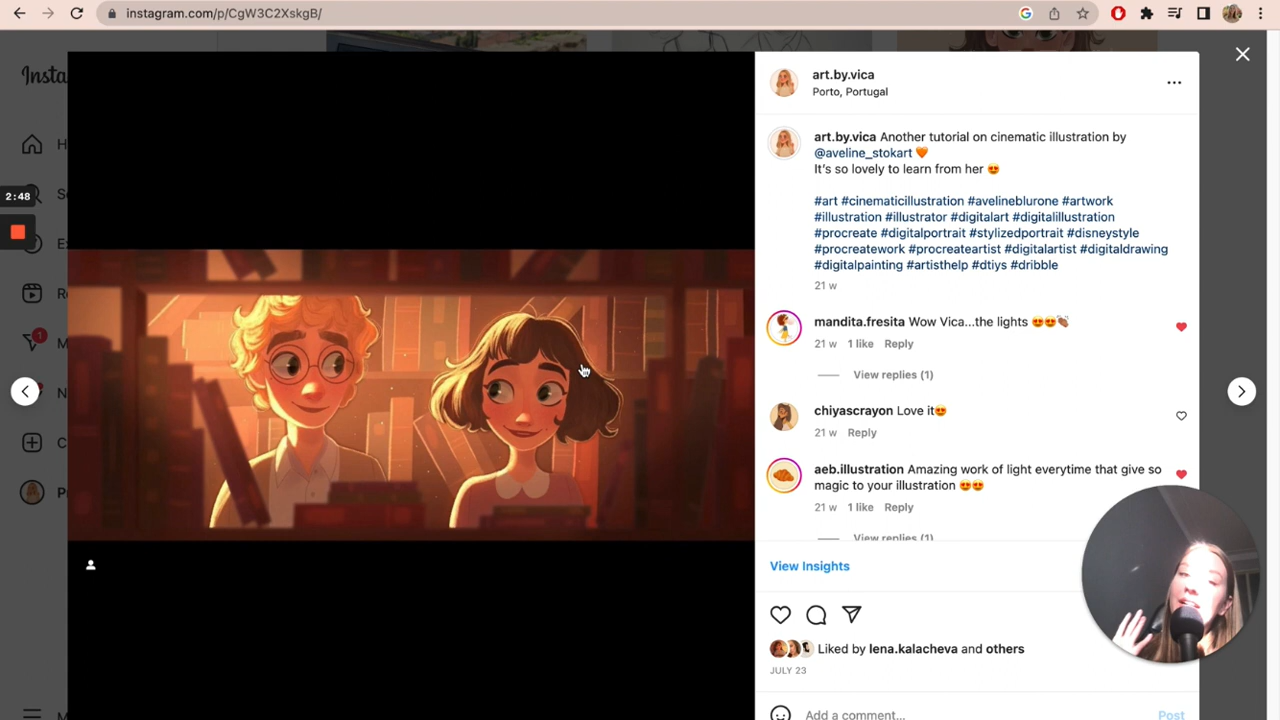 instagram.com/p/CgW3C2XskgB/
Insta
art.by.vica
Porto, Portugal
2:48
art.by.vica Another tutorial on cinematic illustration by
@aveline_stokart 🧡
It's so lovely to learn from her 😍
#art #cinematicillustration #avelineblurone #artwork
#illustration #illustrator #digitalart #digitalillustration
#procreate #digitalportrait #stylizedportrait #disneystyle
#procreatework #procreateartist #digitalartist #digitaldrawing
#digitalpainting #artisthelp #dtiys #dribble
21 w
mandita.fresita Wow Vica...the lights 😍😍👏🏽
21 w 1 like Reply
View replies (1)
chiyascrayon Love it😍
21 w Reply
aeb.illustration Amazing work of light everytime that give so
magic to your illustration 😍😍
21 w 1 like Reply
View replies (1)
View Insights
Liked by lena.kalacheva and others
JULY 23
Add a comment...
Post